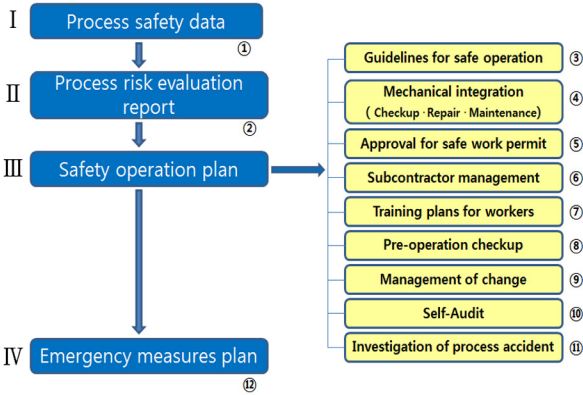 Ⅰ
Process safety data
①
Ⅱ
Process risk evaluation
report
②
Ⅲ
Safety operation plan
Ⅳ
Emergency measures plan
⑫
Guidelines for safe operation
③
Mechanical integration
( Checkup · Repair · Maintenance)
④
Approval for safe work permit
⑤
Subcontractor management
⑥
Training plans for workers
⑦
Pre-operation checkup
⑧
Management of change
⑨
Self-Audit
⑩
Investigation of process accident
⑪